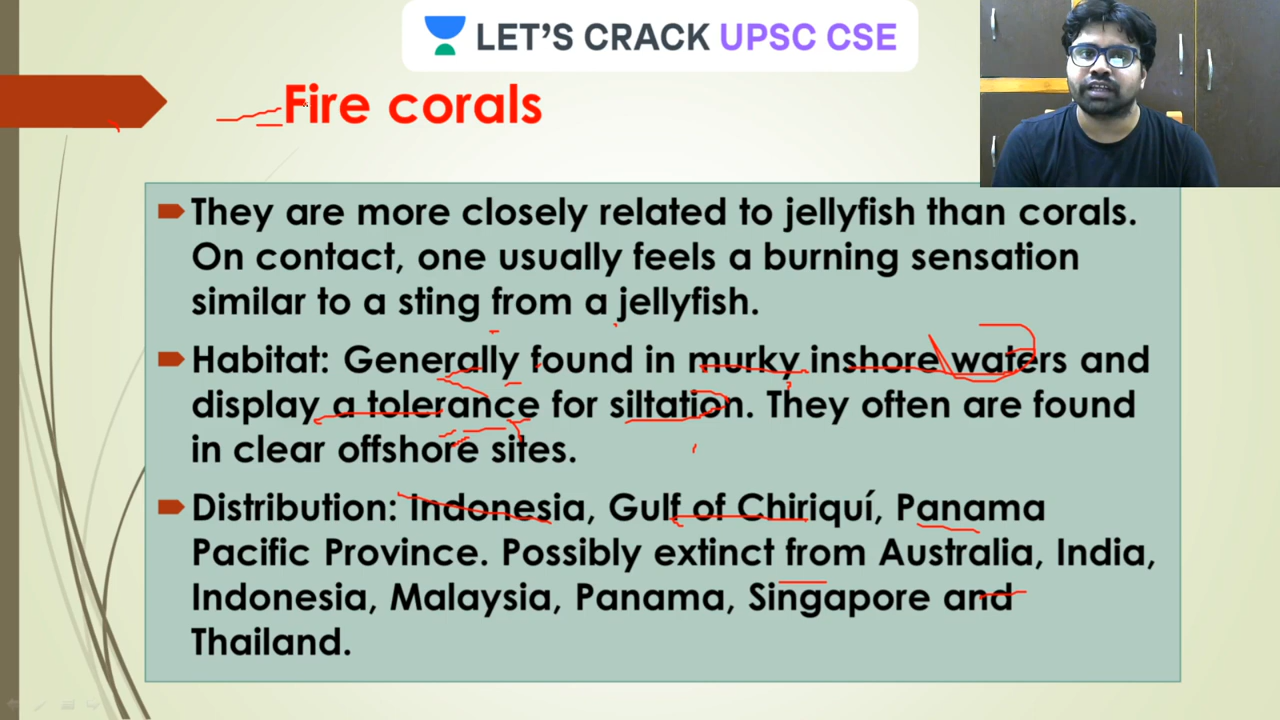 LET'S CRACK UPSC CSE
Fire corals
They are more closely related to jellyfish than corals.
On contact, one usually feels a burning sensation
similar to a sting from a jellyfish.
Habitat: Generally found in murky inshore waters and
display a tolerance for siltation. They often are found
in clear offshore sites.
Distribution: Indonesia, Gulf of Chiriquí, Panama
Pacific Province. Possibly extinct from Australia, India,
Indonesia, Malaysia, Panama, Singapore and
Thailand.